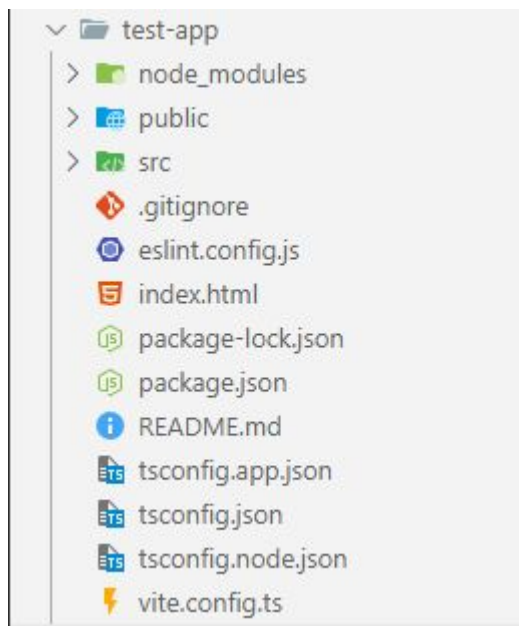 test-app
node_modules
public
src
.gitignore
eslint.config.js
index.html
package-lock.json
package.json
README.md
tsconfig.app.json
tsconfig.json
tsconfig.node.json
vite.config.ts